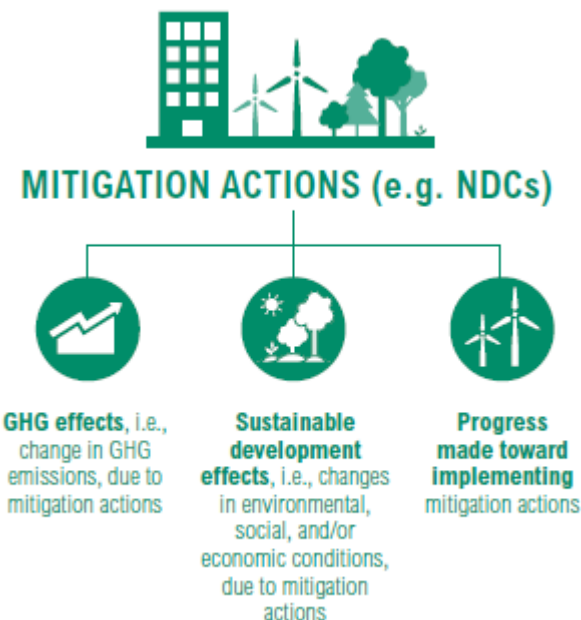 MITIGATION ACTIONS (e.g. NDCs)
GHG effects, i.e.,
change in GHG
emissions, due to
mitigation actions
Sustainable
development
effects, i.e., changes
in environmental,
social, and/or
economic conditions,
due to mitigation
actions
Progress
made toward
implementing
mitigation actions